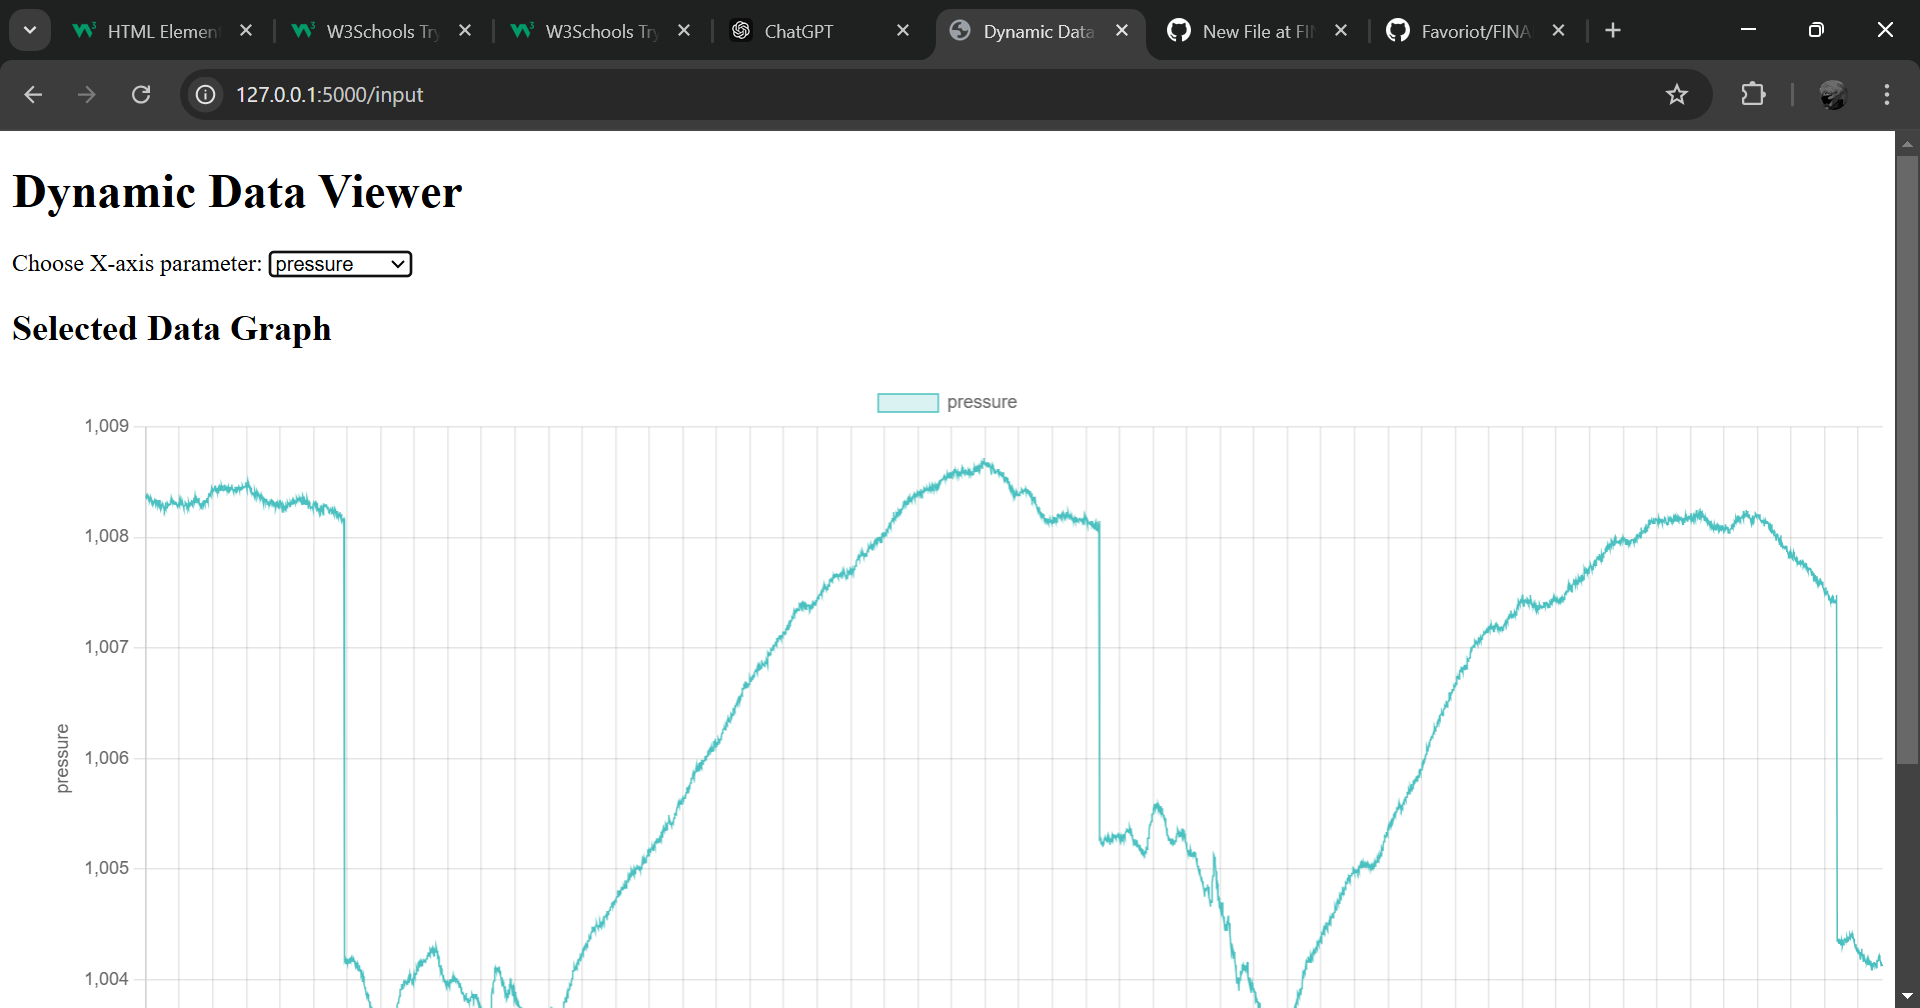 HTML Elemen
W3Schools Try
W3Schools Try
ChatGPT
Dynamic Data
New File at FIN
Favoriot/FINA
127.0.0.1:5000/input
Dynamic Data Viewer
Choose X-axis parameter: pressure
Selected Data Graph
pressure
1,009
1,008
1,007
1,006
1,005
1,004
pressure